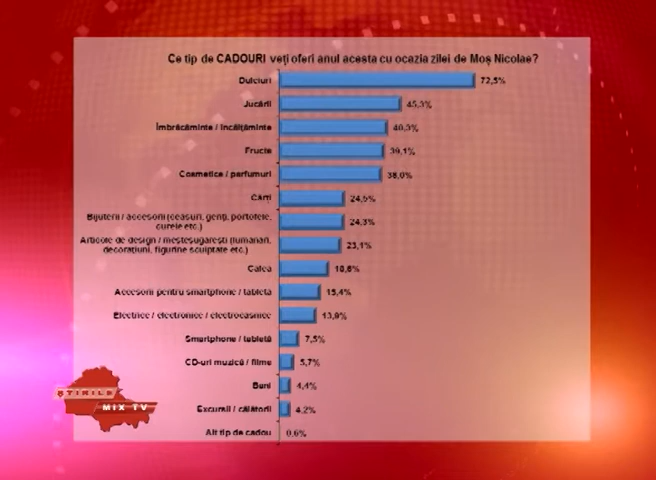 Ce tip de CADOURI veți oferi anul acesta cu ocazia zilei de Moș Nicolae?
Dulciuri 72,5%
Jucării 45,3%
Îmbrăcăminte / încălțăminte 40,3%
Fructe 39,1%
Cosmetice / parfumuri 38,0%
Cărți 24,5%
Bijuterii / accesorii (ceasuri, genți, portofele,
curele etc.) 24,3%
Articole de design / meșteșugărești (lumânări,
decorațiuni, figurine sculptate etc.) 23,1%
Cafea 18,6%
Accesorii pentru smartphone / tabletă 15,4%
Electrice / electronice / electrocasnice 13,9%
Smartphone / tabletă 7,5%
CD-uri muzică / filme 5,7%
Bani 4,4%
Excursii / călătorii 4,2%
Alt tip de cadou 0,6%
ȘTIRILE
MIX TV